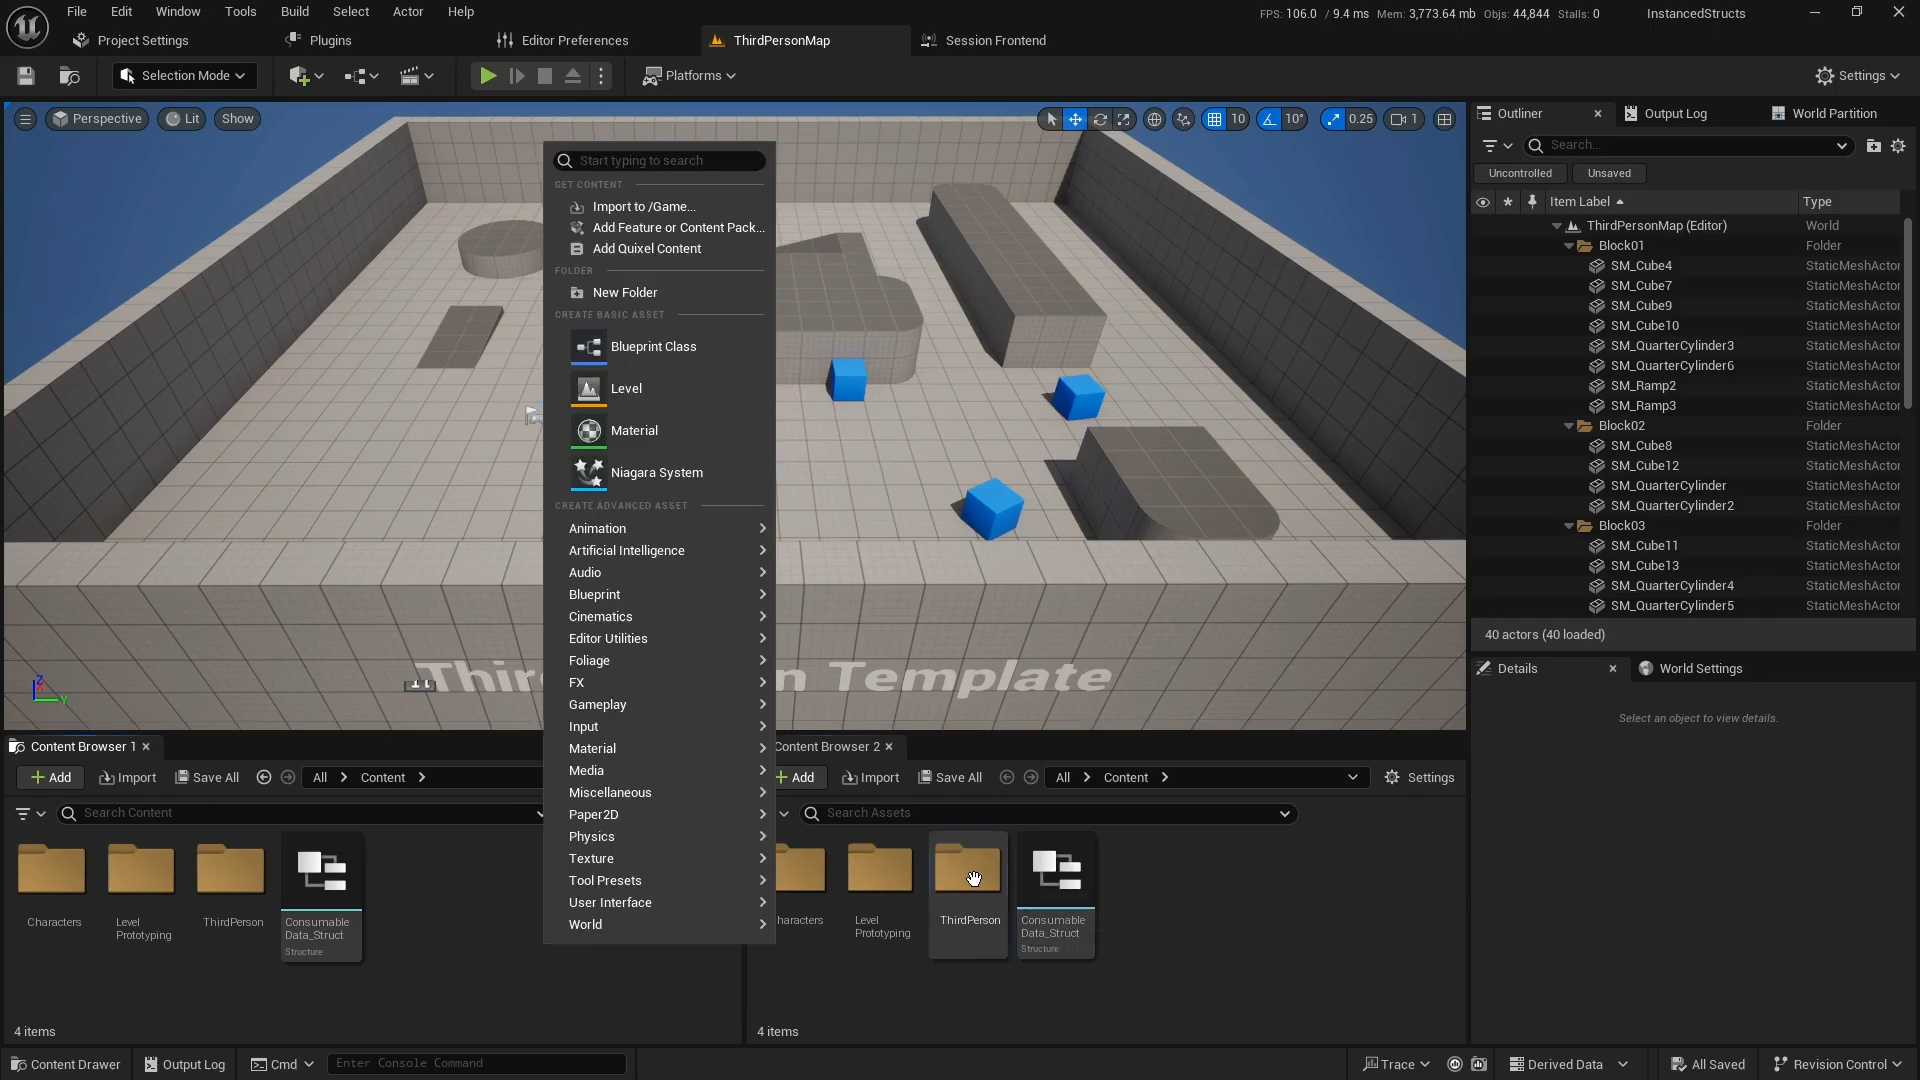 File Edit Window Tools Build Select Actor Help
FPS: 106.0 / 9.4 ms Mem: 3,773.64 mb Objs: 44,844 Stalls: 0
InstancedStructs
Project Settings
Plugins
Editor Preferences
ThirdPersonMap
Session Frontend
Selection Mode
Platforms
Settings
Perspective
Lit
Show
10
10°
0.25
1
Outliner
Output Log
World Partition
Search...
Uncontrolled
Unsaved
Item Label Type
ThirdPersonMap (Editor) World
Block01 Folder
SM_Cube4 StaticMeshActor
SM_Cube7 StaticMeshActor
SM_Cube9 StaticMeshActor
SM_Cube10 StaticMeshActor
SM_QuarterCylinder3 StaticMeshActor
SM_QuarterCylinder6 StaticMeshActor
SM_Ramp2 StaticMeshActor
SM_Ramp3 StaticMeshActor
Block02 Folder
SM_Cube8 StaticMeshActor
SM_Cube12 StaticMeshActor
SM_QuarterCylinder StaticMeshActor
SM_QuarterCylinder2 StaticMeshActor
Block03 Folder
SM_Cube11 StaticMeshActor
SM_Cube13 StaticMeshActor
SM_QuarterCylinder4 StaticMeshActor
SM_QuarterCylinder5 StaticMeshActor
40 actors (40 loaded)
Details
World Settings
Select an object to view details.
Start typing to search
GET CONTENT
Import to /Game...
Add Feature or Content Pack...
Add Quixel Content
FOLDER
New Folder
CREATE BASIC ASSET
Blueprint Class
Level
Material
Niagara System
CREATE ADVANCED ASSET
Animation
Artificial Intelligence
Audio
Blueprint
Cinematics
Editor Utilities
Foliage
FX
Gameplay
Input
Material
Media
Miscellaneous
Paper2D
Physics
Texture
Tool Presets
User Interface
World
Thir n Template
Z
Y
Content Browser 1
Add
Import
Save All
All
Content
Search Content
Characters
Level
Prototyping
ThirdPerson
Consumable
Data_Struct
Structure
4 items
Content Browser 2
Add
Import
Save All
All
Content
Settings
Search Assets
haracters
Level
Prototyping
ThirdPerson
Consumable
Data_Struct
Structure
4 items
Content Drawer
Output Log
Cmd
Enter Console Command
Trace
Derived Data
All Saved
Revision Control